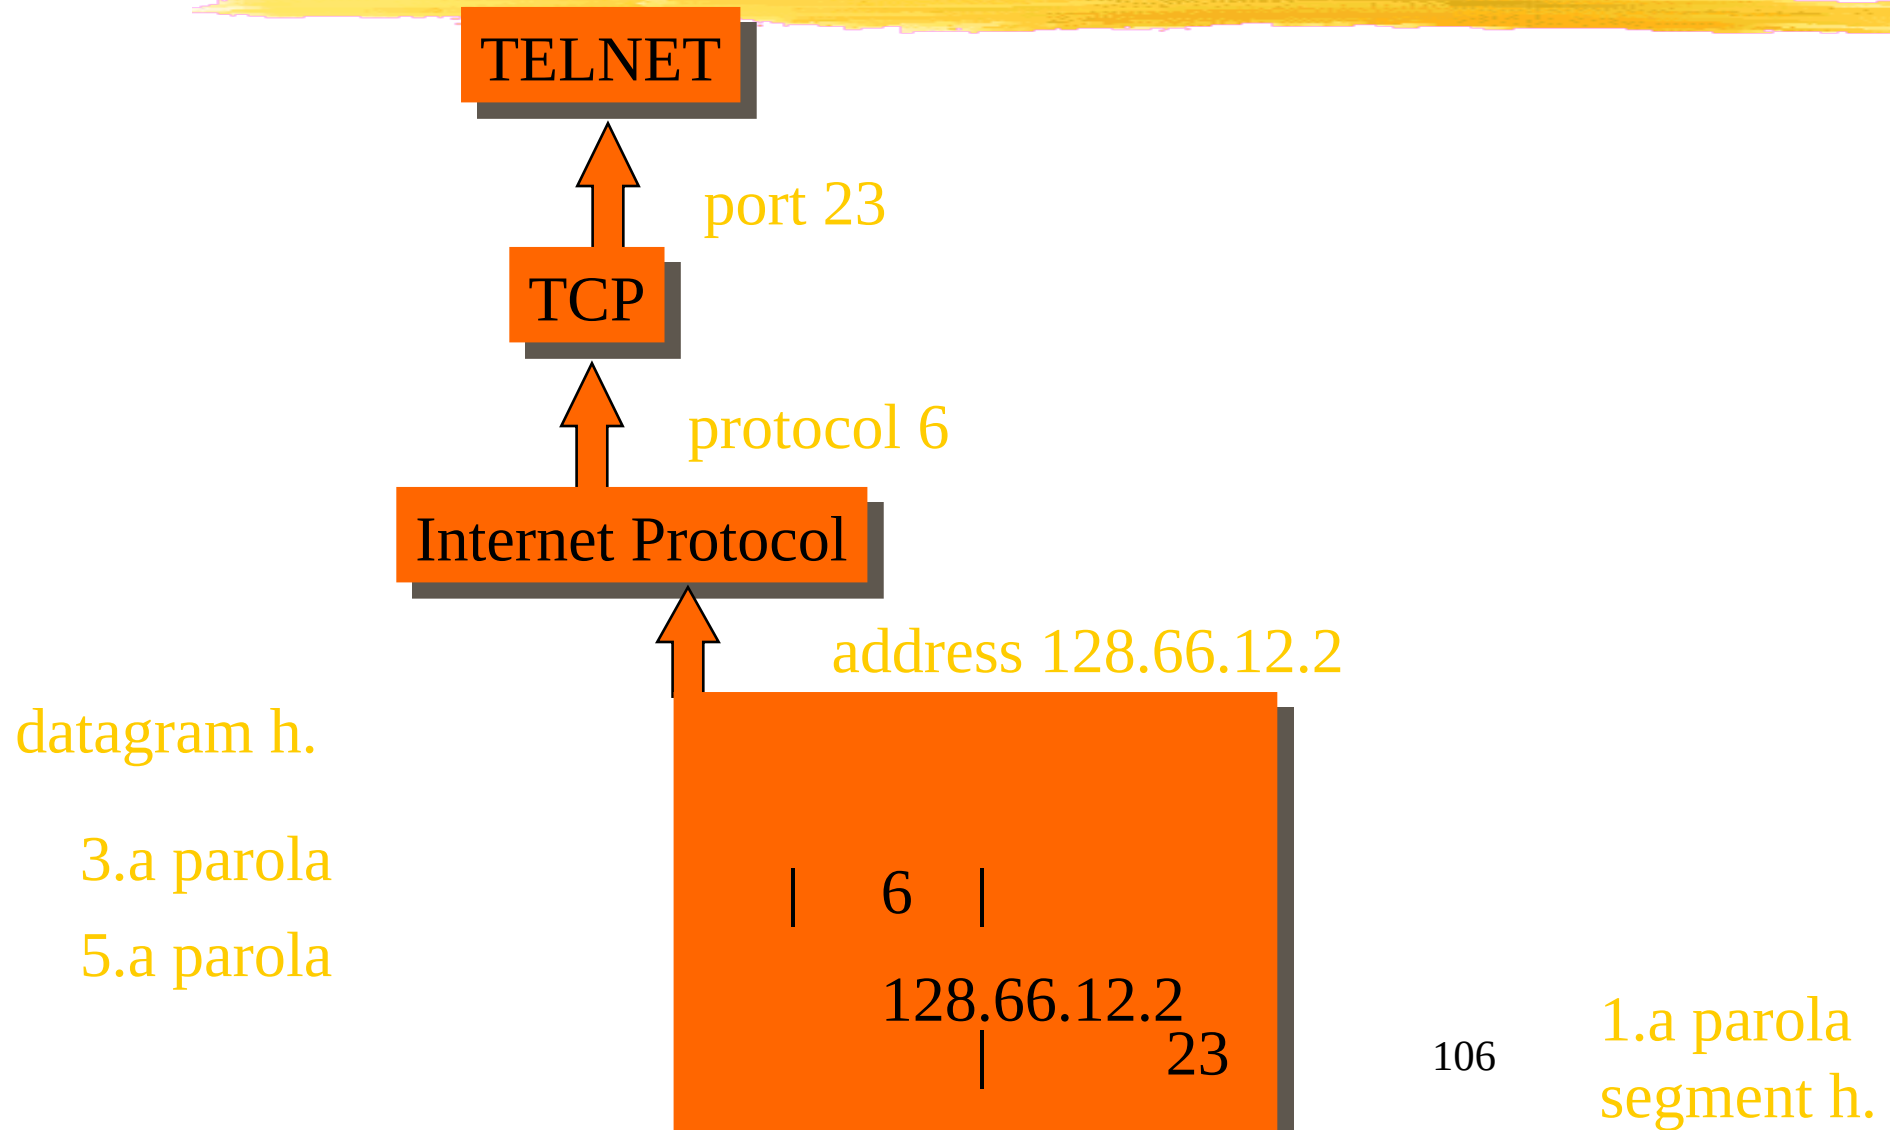 TELNET
port 23
TCP
protocol 6
Internet Protocol
address 128.66.12.2
datagram h.
3.a parola
| 6 |
5.a parola
128.66.12.2
| 23
106
1.a parola
segment h.